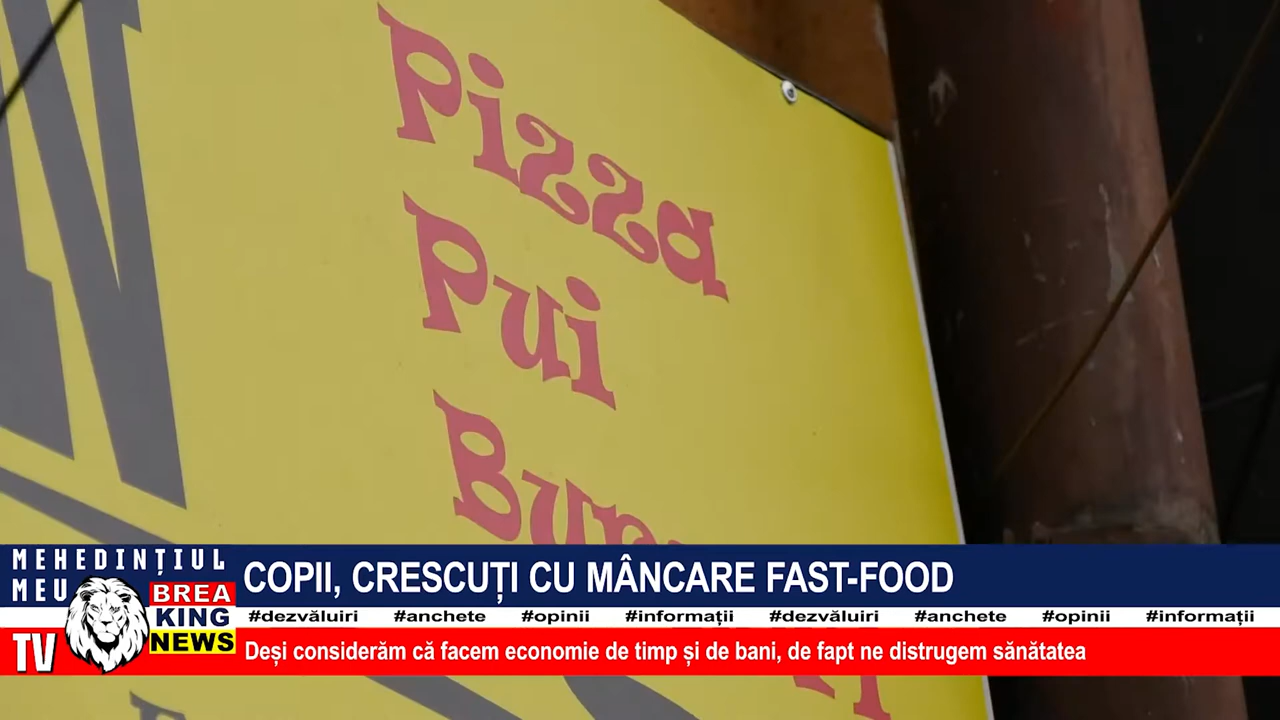 Pizza
Pui
MEHEDINȚIUL
MEU
TV
BREA
KING
NEWS
COPII, CRESCUȚI CU MÂNCARE FAST-FOOD
#dezvăluiri #anchete #opinii #informații #dezvăluiri #anchete #opinii #informații
Deși considerăm că facem economie de timp și de bani, de fapt ne distrugem sănătatea